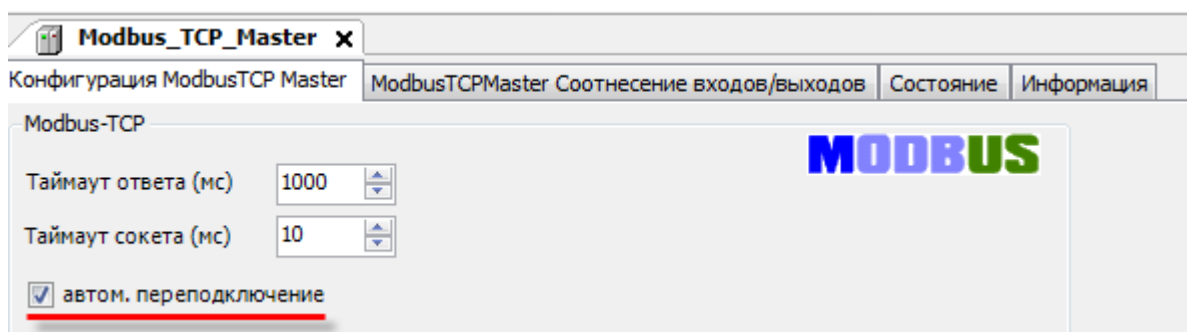 Modbus_TCP_Master x
Конфигурация ModbusTCP Master ModbusTCPMaster Соотнесение входов/выходов Состояние Информация
Modbus-TCP
MODBUS
Таймаут ответа (мс) 1000
Таймаут сокета (мс) 10
автом. переподключение